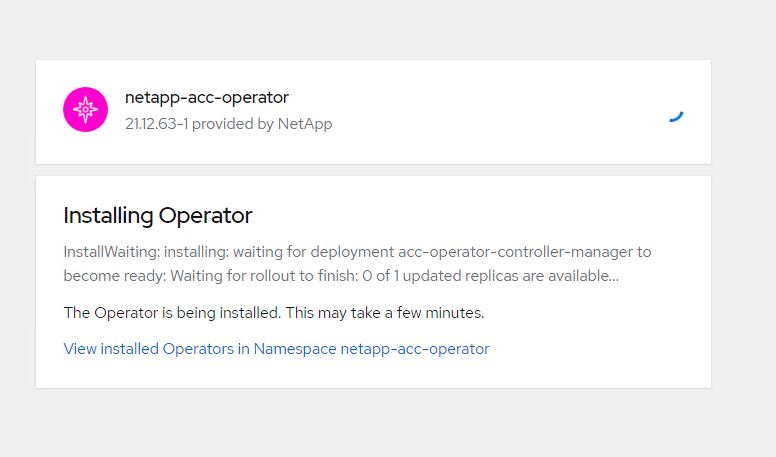 netapp-acc-operator
21.12.63-1 provided by NetApp
Installing Operator
InstallWaiting: installing: waiting for deployment acc-operator-controller-manager to
become ready: Waiting for rollout to finish: 0 of 1 updated replicas are available...
The Operator is being installed. This may take a few minutes.
View installed Operators in Namespace netapp-acc-operator